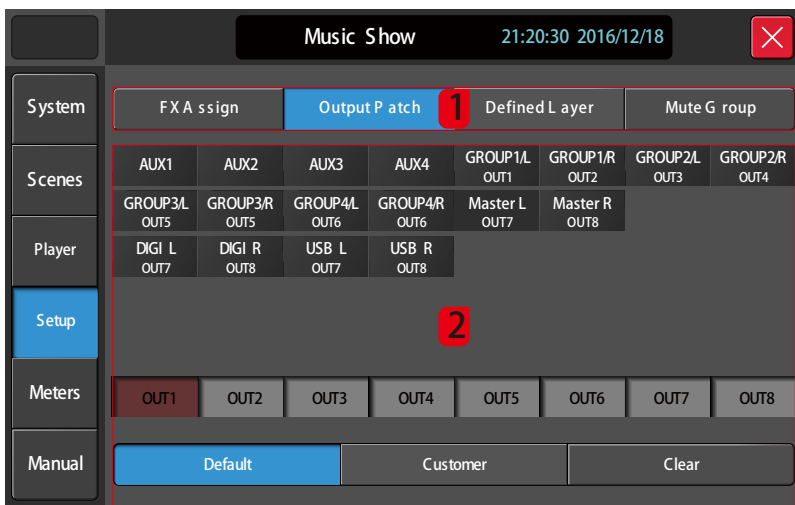 Music Show 21:20:30 2016/12/18
System
Scenes
Player
Setup
Meters
Manual
FX Assign Output Patch 1 Defined Layer Mute Group
AUX1 AUX2 AUX3 AUX4 GROUP1/L GROUP1/R GROUP2/L GROUP2/R
OUT1 OUT2 OUT3 OUT4
GROUP3/L GROUP3/R GROUP4/L GROUP4/R Master L Master R
OUT5 OUT5 OUT6 OUT6 OUT7 OUT8
DIGI L DIGI R USB L USB R
OUT7 OUT8 OUT7 OUT8
2
OUT1 OUT2 OUT3 OUT4 OUT5 OUT6 OUT7 OUT8
Default Customer Clear